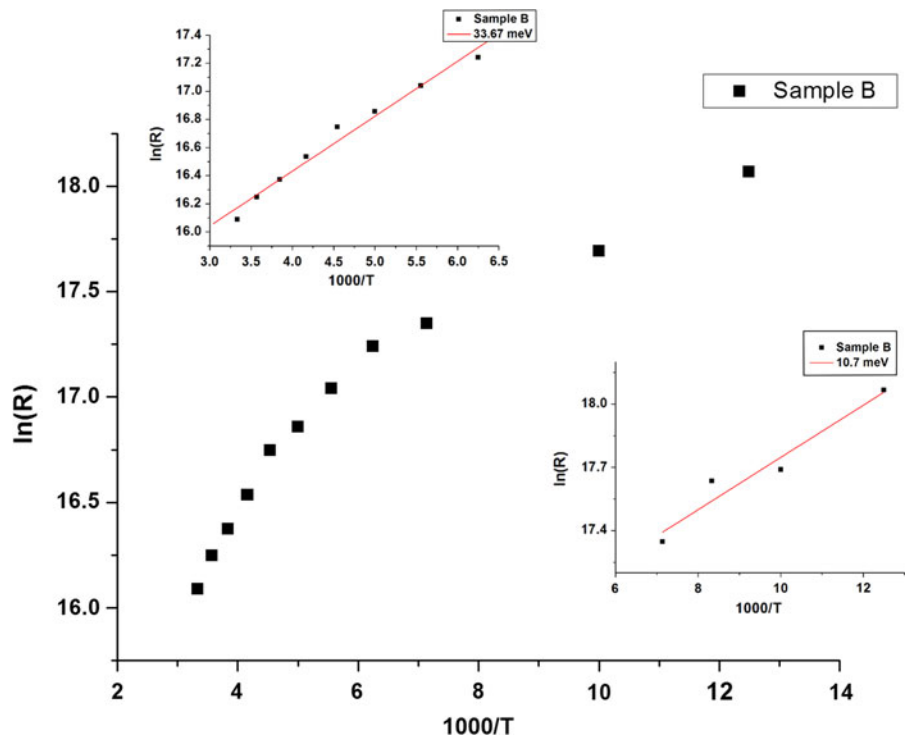 Sample B
33.67 meV
17.4
17.2
17.0
16.8
16.6
16.4
16.2
16.0
ln(R)
3.0 3.5 4.0 4.5 5.0 5.5 6.0 6.5
1000/T
Sample B
18.0
17.5
17.0
16.5
16.0
ln(R)
Sample B
10.7 meV
18.0
17.7
17.4
ln(R)
6 8 10 12
1000/T
2 4 6 8 10 12 14
1000/T